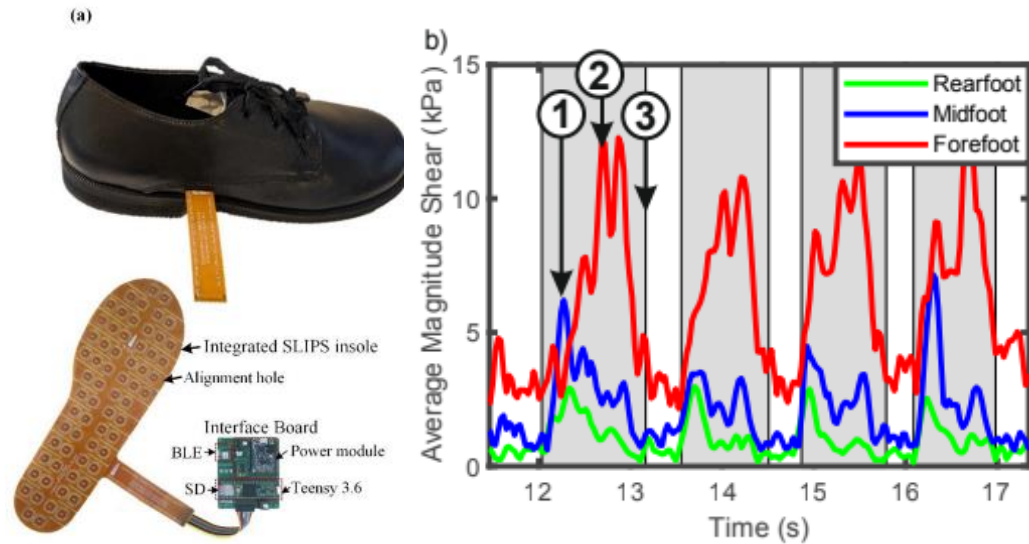 (a)
Integrated SLIPS insole
Alignment hole
Interface Board
BLE
Power module
SD
Teensy 3.6
b)
Average Magnitude Shear (kPa)
15
10
5
0
12
13
14
15
16
17
Time (s)
1
2
3
Rearfoot
Midfoot
Forefoot